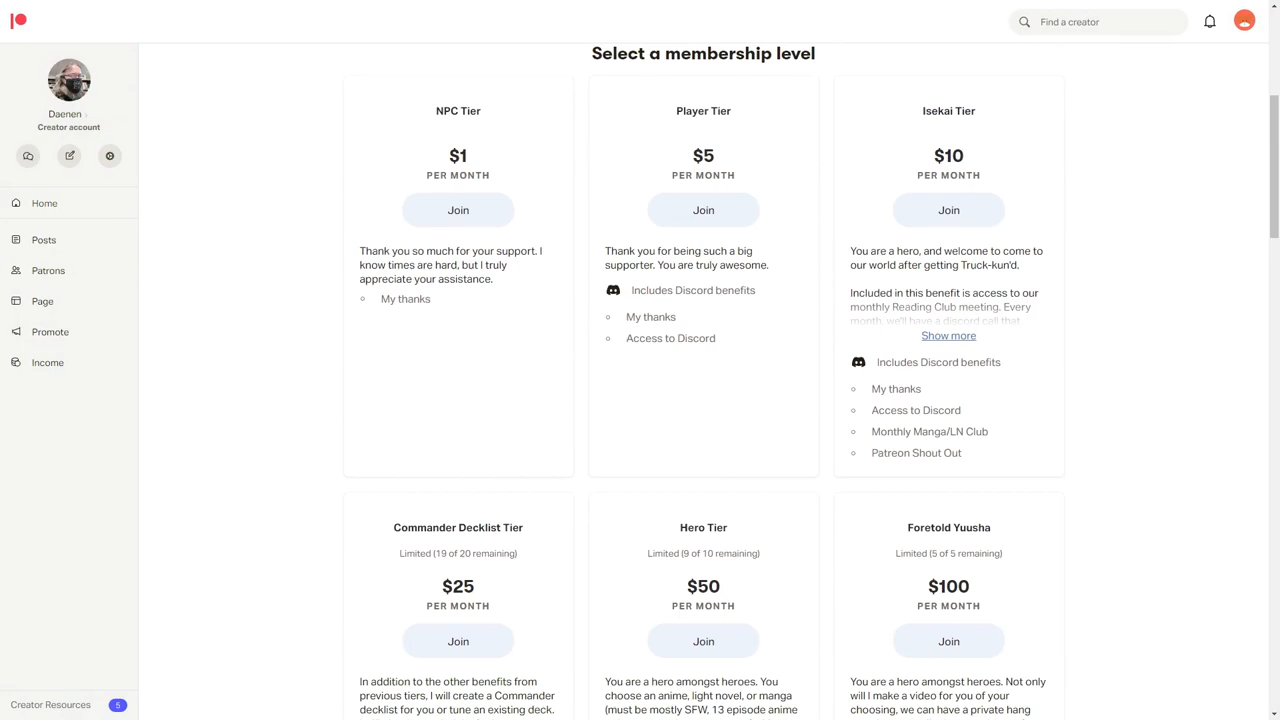 Find a creator
Select a membership level
Daenen
Creator account
Home
Posts
Patrons
Page
Promote
Income
Creator Resources
5
NPC Tier
$1
PER MONTH
Join
Thank you so much for your support. I
know times are hard, but I truly
appreciate your assistance.
My thanks
Player Tier
$5
PER MONTH
Join
Thank you for being such a big
supporter. You are truly awesome.
Includes Discord benefits
My thanks
Access to Discord
Isekai Tier
$10
PER MONTH
Join
You are a hero, and welcome to come to
our world after getting Truck-kun'd.
Included in this benefit is access to our
monthly Reading Club meeting. Every
month, we'll have a discord call that
Show more
Includes Discord benefits
My thanks
Access to Discord
Monthly Manga/LN Club
Patreon Shout Out
Commander Decklist Tier
Limited (19 of 20 remaining)
$25
PER MONTH
Join
In addition to the other benefits from
previous tiers, I will create a Commander
decklist for you or tune an existing deck.
Hero Tier
Limited (9 of 10 remaining)
$50
PER MONTH
Join
You are a hero amongst heroes. You
choose an anime, light novel, or manga
(must be mostly SFW, 13 episode anime
Foretold Yuusha
Limited (5 of 5 remaining)
$100
PER MONTH
Join
You are a hero amongst heroes. Not only
will I make a video for you of your
choosing, we can have a private hang